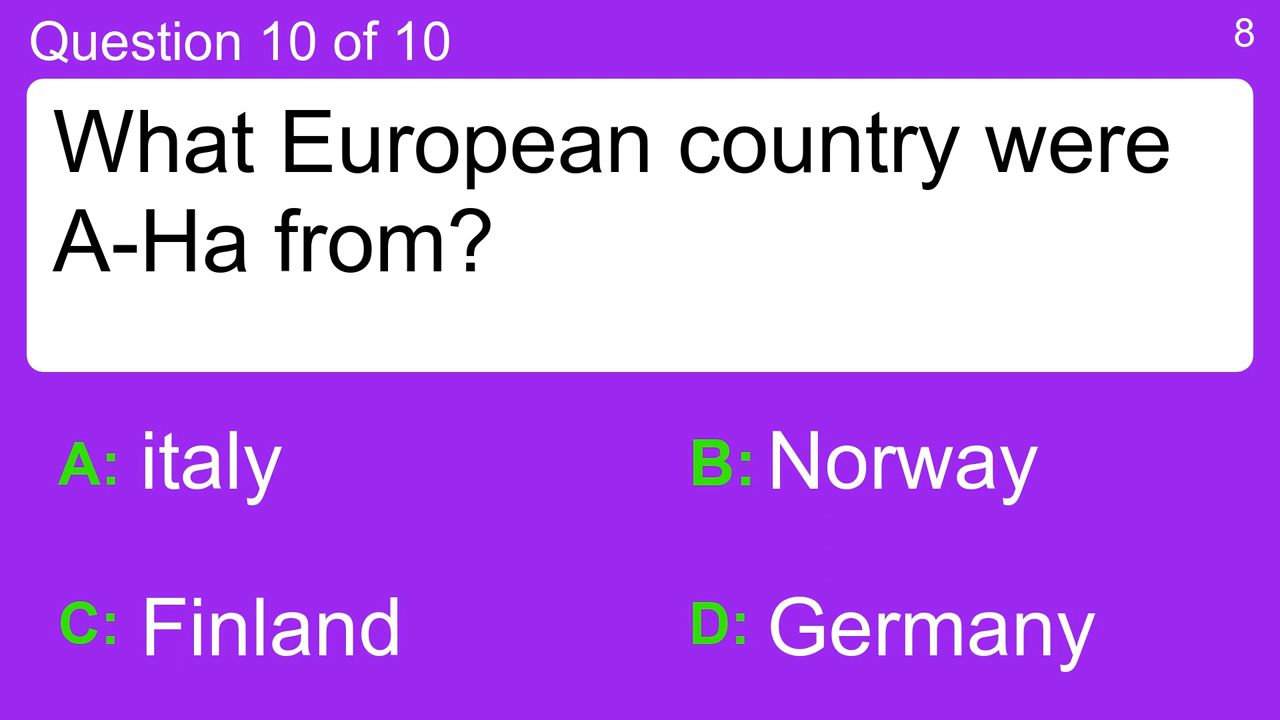 Question 10 of 10
8
What European country were
A-Ha from?
A: italy
B: Norway
C: Finland
D: Germany